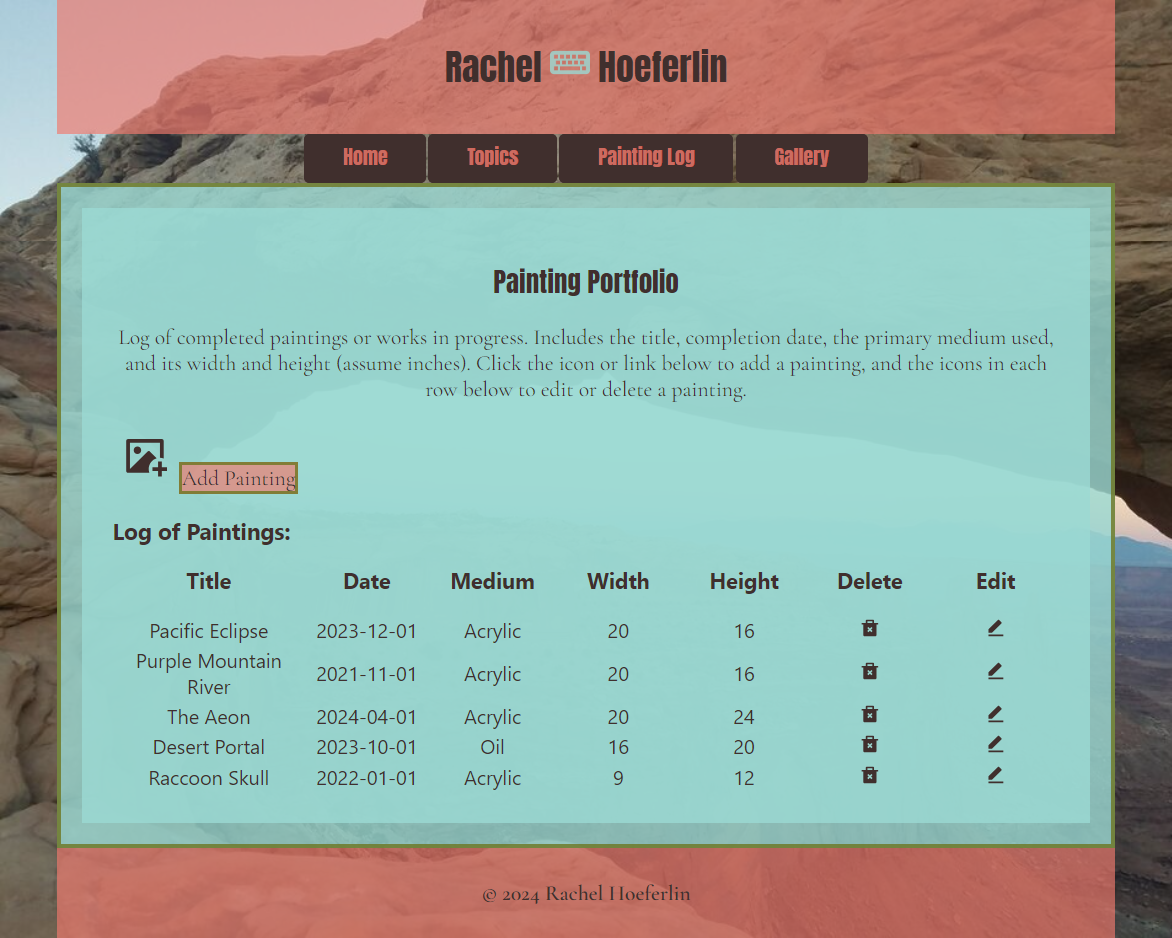 Rachel Hoeferlin
Home Topics Painting Log Gallery
Painting Portfolio
Log of completed paintings or works in progress. Includes the title, completion date, the primary medium used,
and its width and height (assume inches). Click the icon or link below to add a painting, and the icons in each
row below to edit or delete a painting.
Add Painting
Log of Paintings:
Title Date Medium Width Height Delete Edit
Pacific Eclipse 2023-12-01 Acrylic 20 16
Purple Mountain
River 2021-11-01 Acrylic 20 16
The Aeon 2024-04-01 Acrylic 20 24
Desert Portal 2023-10-01 Oil 16 20
Raccoon Skull 2022-01-01 Acrylic 9 12
© 2024 Rachel Hoeferlin